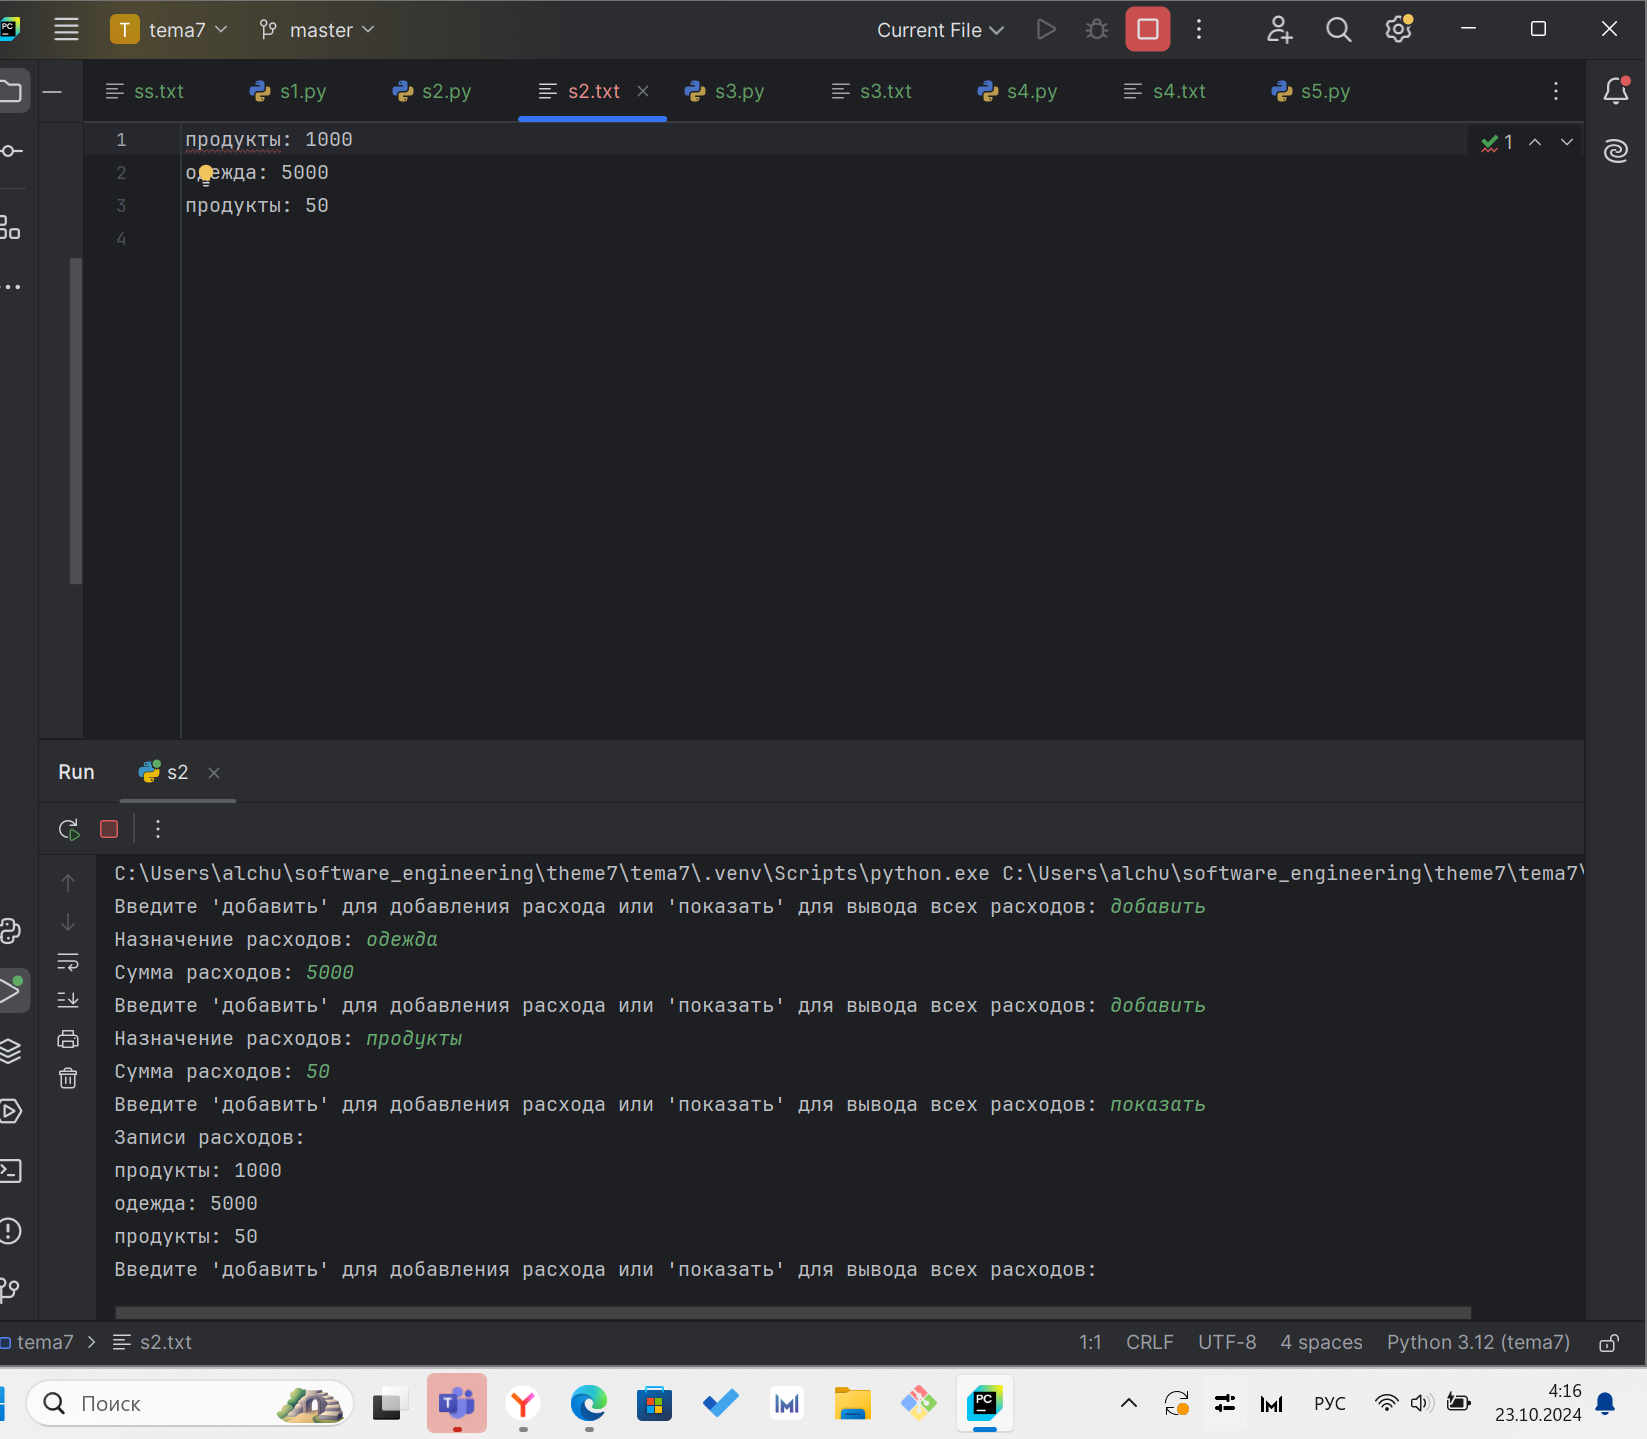 T tema7 master Current File
ss.txt s1.py s2.py s2.txt s3.py s3.txt s4.py s4.txt s5.py
1 продукты: 1000 1
2 одежда: 5000
3 продукты: 50
4
Run s2
C:\Users\alchu\software_engineering\theme7\tema7\.venv\Scripts\python.exe C:\Users\alchu\software_engineering\theme7\tema7\
Введите 'добавить' для добавления расхода или 'показать' для вывода всех расходов: добавить
Назначение расходов: одежда
Сумма расходов: 5000
Введите 'добавить' для добавления расхода или 'показать' для вывода всех расходов: добавить
Назначение расходов: продукты
Сумма расходов: 50
Введите 'добавить' для добавления расхода или 'показать' для вывода всех расходов: показать
Записи расходов:
продукты: 1000
одежда: 5000
продукты: 50
Введите 'добавить' для добавления расхода или 'показать' для вывода всех расходов:
tema7 > s2.txt 1:1 CRLF UTF-8 4 spaces Python 3.12 (tema7)
Поиск РУС 4:16
23.10.2024